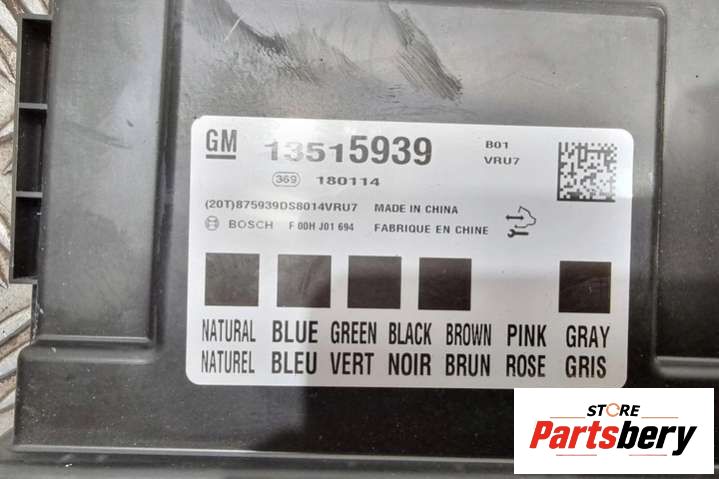 GM 13515939 B01
VRU7
369 180114
(20T)875939DS8014VRU7 MADE IN CHINA
BOSCH F 00H J01 694 FABRIQUE EN CHINE
NATURAL BLUE GREEN BLACK BROWN PINK GRAY
NATUREL BLEU VERT NOIR BRUN ROSE GRIS
STORE
Partsbery